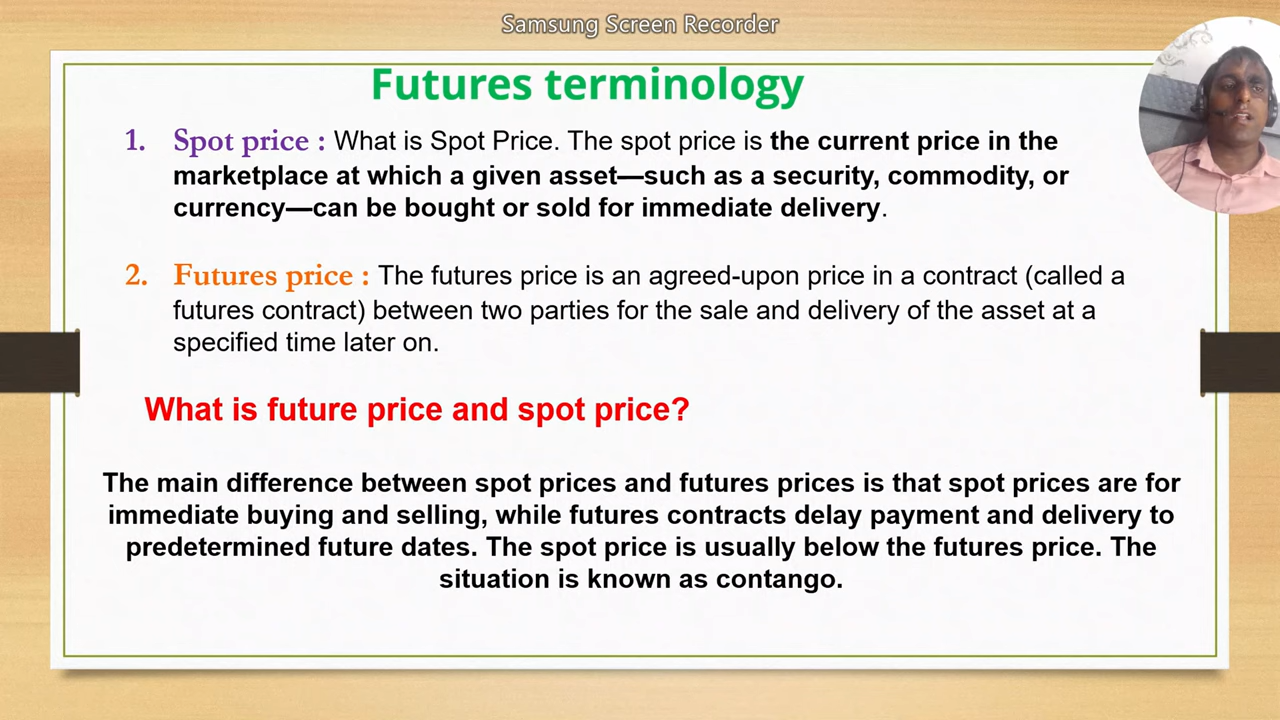 Samsung Screen Recorder
Futures terminology
1. Spot price : What is Spot Price. The spot price is the current price in the
marketplace at which a given asset—such as a security, commodity, or
currency—can be bought or sold for immediate delivery.
2. Futures price : The futures price is an agreed-upon price in a contract (called a
futures contract) between two parties for the sale and delivery of the asset at a
specified time later on.
What is future price and spot price?
The main difference between spot prices and futures prices is that spot prices are for
immediate buying and selling, while futures contracts delay payment and delivery to
predetermined future dates. The spot price is usually below the futures price. The
situation is known as contango.